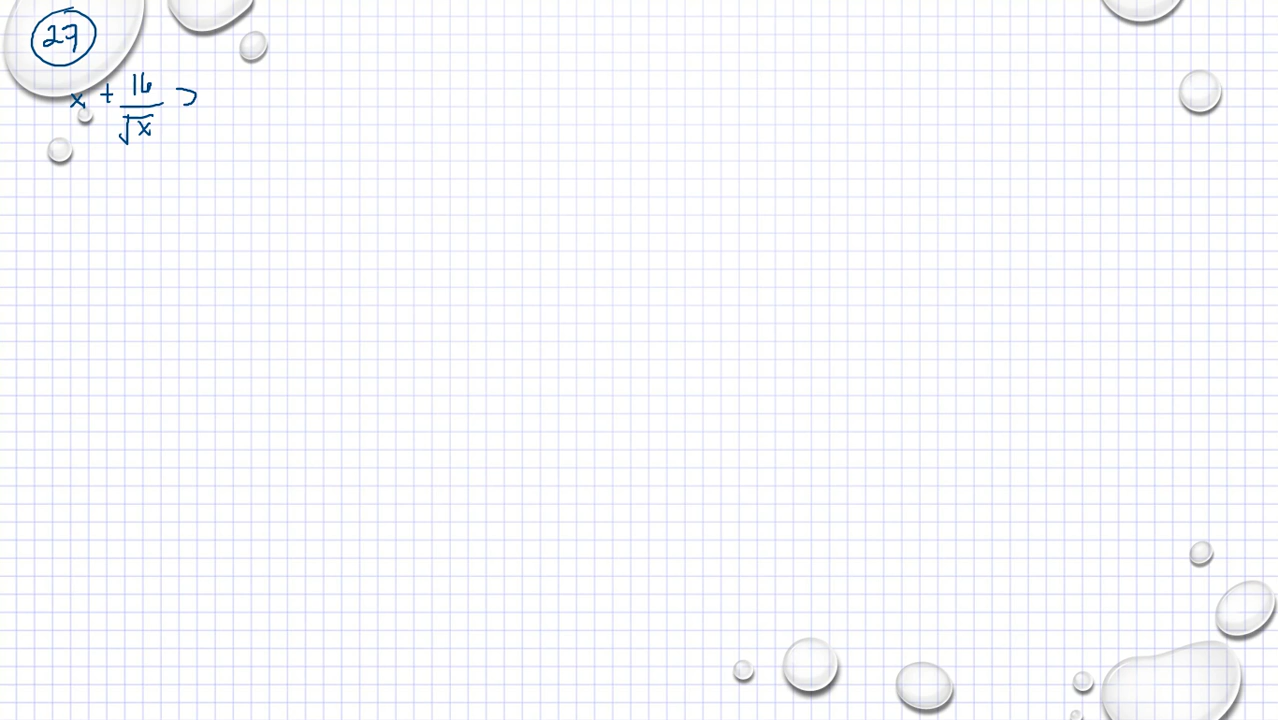 27
x + 16/√x >